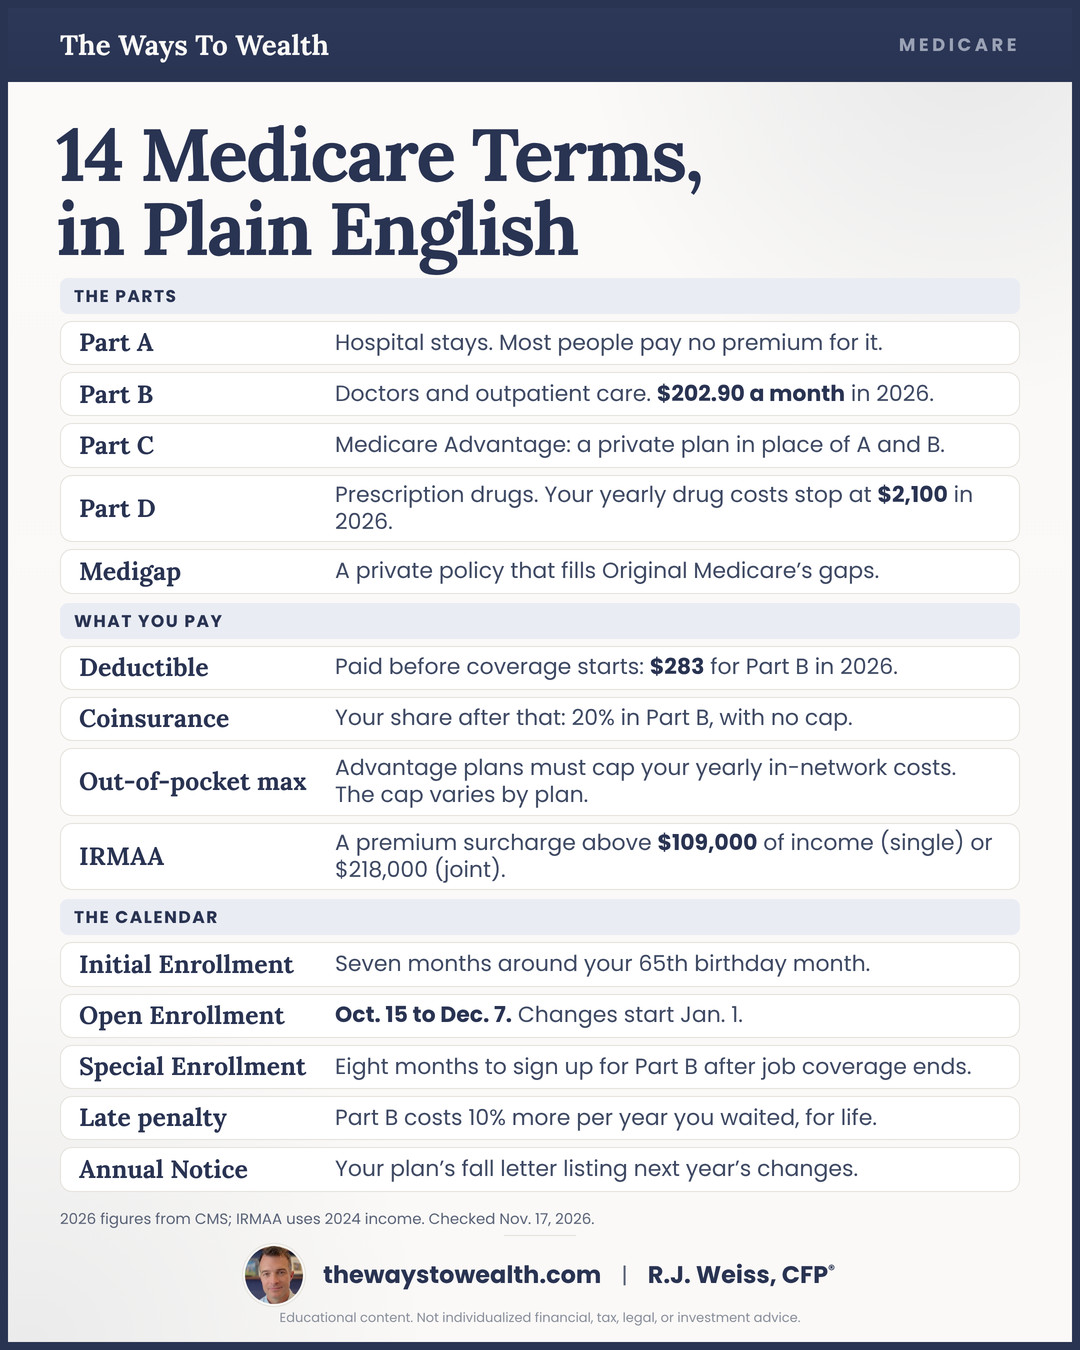 The Ways To Wealth
MEDICARE
14 Medicare Terms,
in Plain English
THE PARTS
Part A
Hospital stays. Most people pay no premium for it.
Part B
Doctors and outpatient care. $202.90 a month in 2026.
Part C
Medicare Advantage: a private plan in place of A and B.
Part D
Prescription drugs. Your yearly drug costs stop at $2,100 in
2026.
Medigap
A private policy that fills Original Medicare’s gaps.
WHAT YOU PAY
Deductible
Paid before coverage starts: $283 for Part B in 2026.
Coinsurance
Your share after that: 20% in Part B, with no cap.
Out-of-pocket max
Advantage plans must cap your yearly in-network costs.
The cap varies by plan.
IRMAA
A premium surcharge above $109,000 of income (single) or
$218,000 (joint).
THE CALENDAR
Initial Enrollment
Seven months around your 65th birthday month.
Open Enrollment
Oct. 15 to Dec. 7. Changes start Jan. 1.
Special Enrollment
Eight months to sign up for Part B after job coverage ends.
Late penalty
Part B costs 10% more per year you waited, for life.
Annual Notice
Your plan’s fall letter listing next year’s changes.
2026 figures from CMS; IRMAA uses 2024 income. Checked Nov. 17, 2026.
thewaystowealth.com | R.J. Weiss, CFP®
Educational content. Not individualized financial, tax, legal, or investment advice.